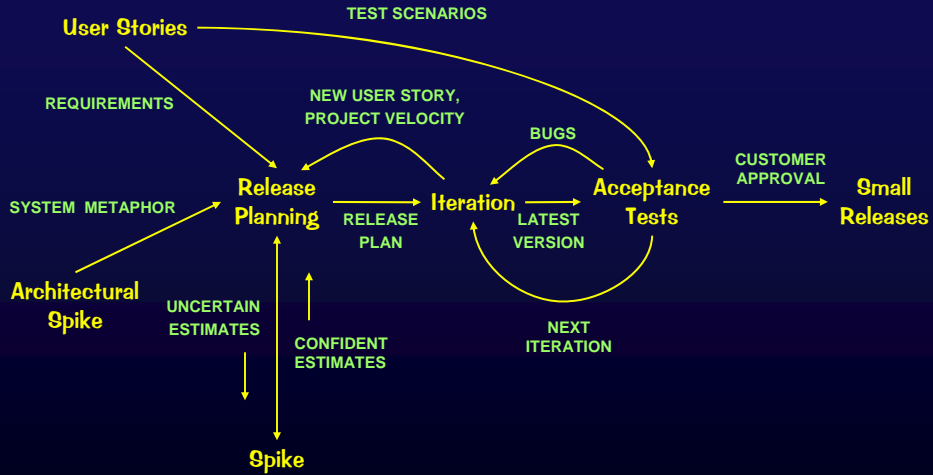 TEST SCENARIOS
User Stories
REQUIREMENTS
NEW USER STORY,
PROJECT VELOCITY
BUGS
CUSTOMER
APPROVAL
SYSTEM METAPHOR
Release
Planning
RELEASE
PLAN
Iteration
LATEST
VERSION
Acceptance
Tests
Small
Releases
Architectural
Spike
UNCERTAIN
ESTIMATES
CONFIDENT
ESTIMATES
NEXT
ITERATION
Spike